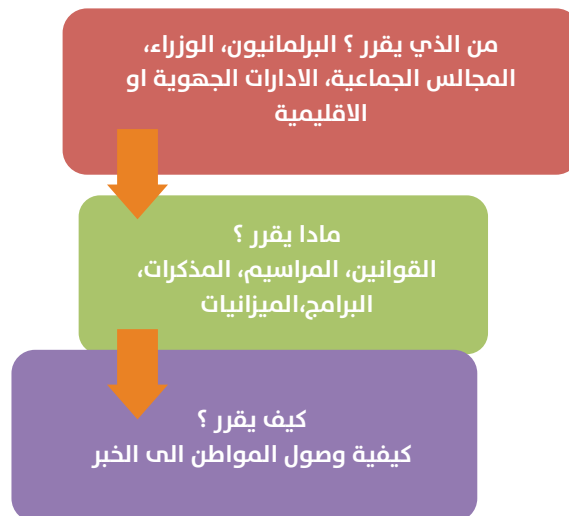 من الذي يقرر ؟ البرلمانيون، الوزراء،
المجالس الجماعية، الادارات الجهوية او
الاقليمية
مادا يقرر ؟
القوانين، المراسيم، المذكرات،
البرامج،الميزانيات
كيف يقرر ؟
كيفية وصول المواطن الى الخبر